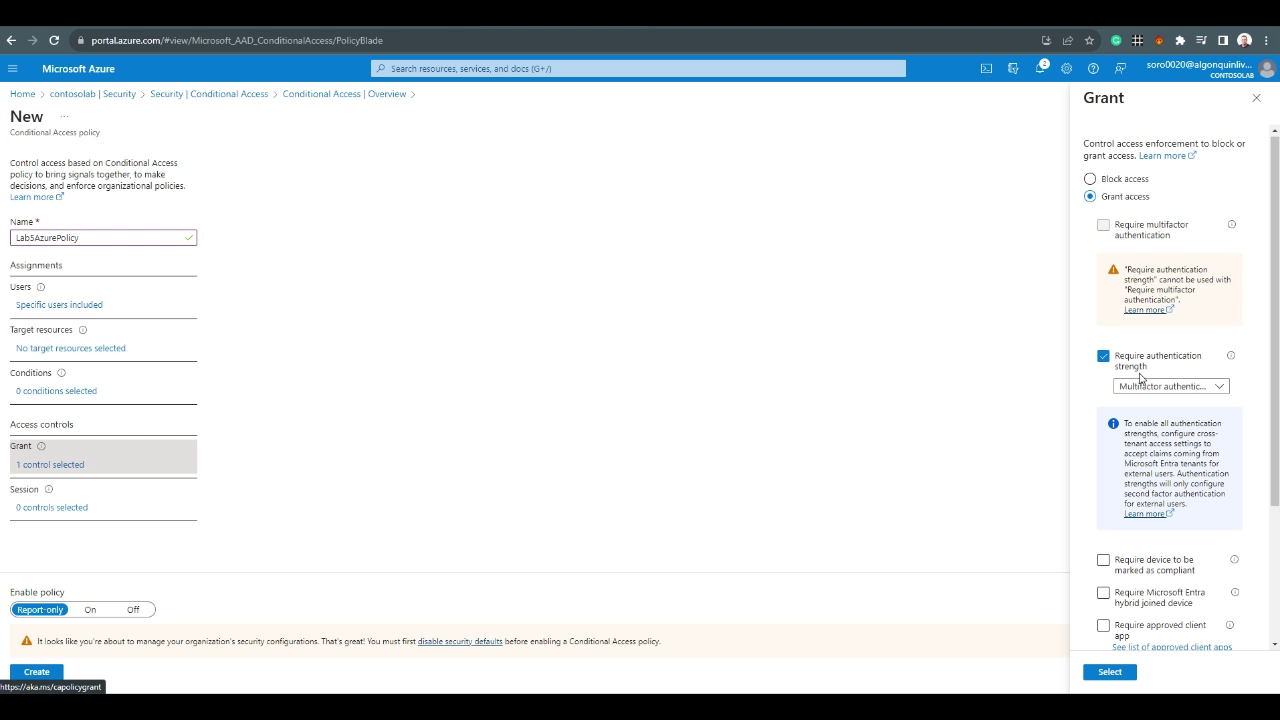 portal.azure.com/#view/Microsoft_AAD_ConditionalAccess/PolicyBlade
Microsoft Azure
Search resources, services, and docs (G+/)
2
soro0020@algonquinliv...
CONTOSOLAB
Home > contosolab | Security > Security | Conditional Access > Conditional Access | Overview >
New ...
Conditional Access policy
Control access based on Conditional Access
policy to bring signals together, to make
decisions, and enforce organizational policies.
Learn more
Name *
Lab5AzurePolicy
Assignments
Users
Specific users included
Target resources
No target resources selected
Conditions
0 conditions selected
Access controls
Grant
1 control selected
Session
0 controls selected
Enable policy
Report-only On Off
It looks like you're about to manage your organization's security configurations. That's great! You must first disable security defaults before enabling a Conditional Access policy.
Create
https://aka.ms/capolicygrant
Grant
Control access enforcement to block or
grant access. Learn more
Block access
Grant access
Require multifactor
authentication
"Require authentication
strength" cannot be used with
"Require multifactor
authentication".
Learn more
Require authentication
strength
Multifactor authentic...
To enable all authentication
strengths, configure cross-
tenant access settings to
accept claims coming from
Microsoft Entra tenants for
external users. Authentication
strengths will only configure
second factor authentication
for external users.
Learn more
Require device to be
marked as compliant
Require Microsoft Entra
hybrid joined device
Require approved client
app
See list of approved client apps
Select